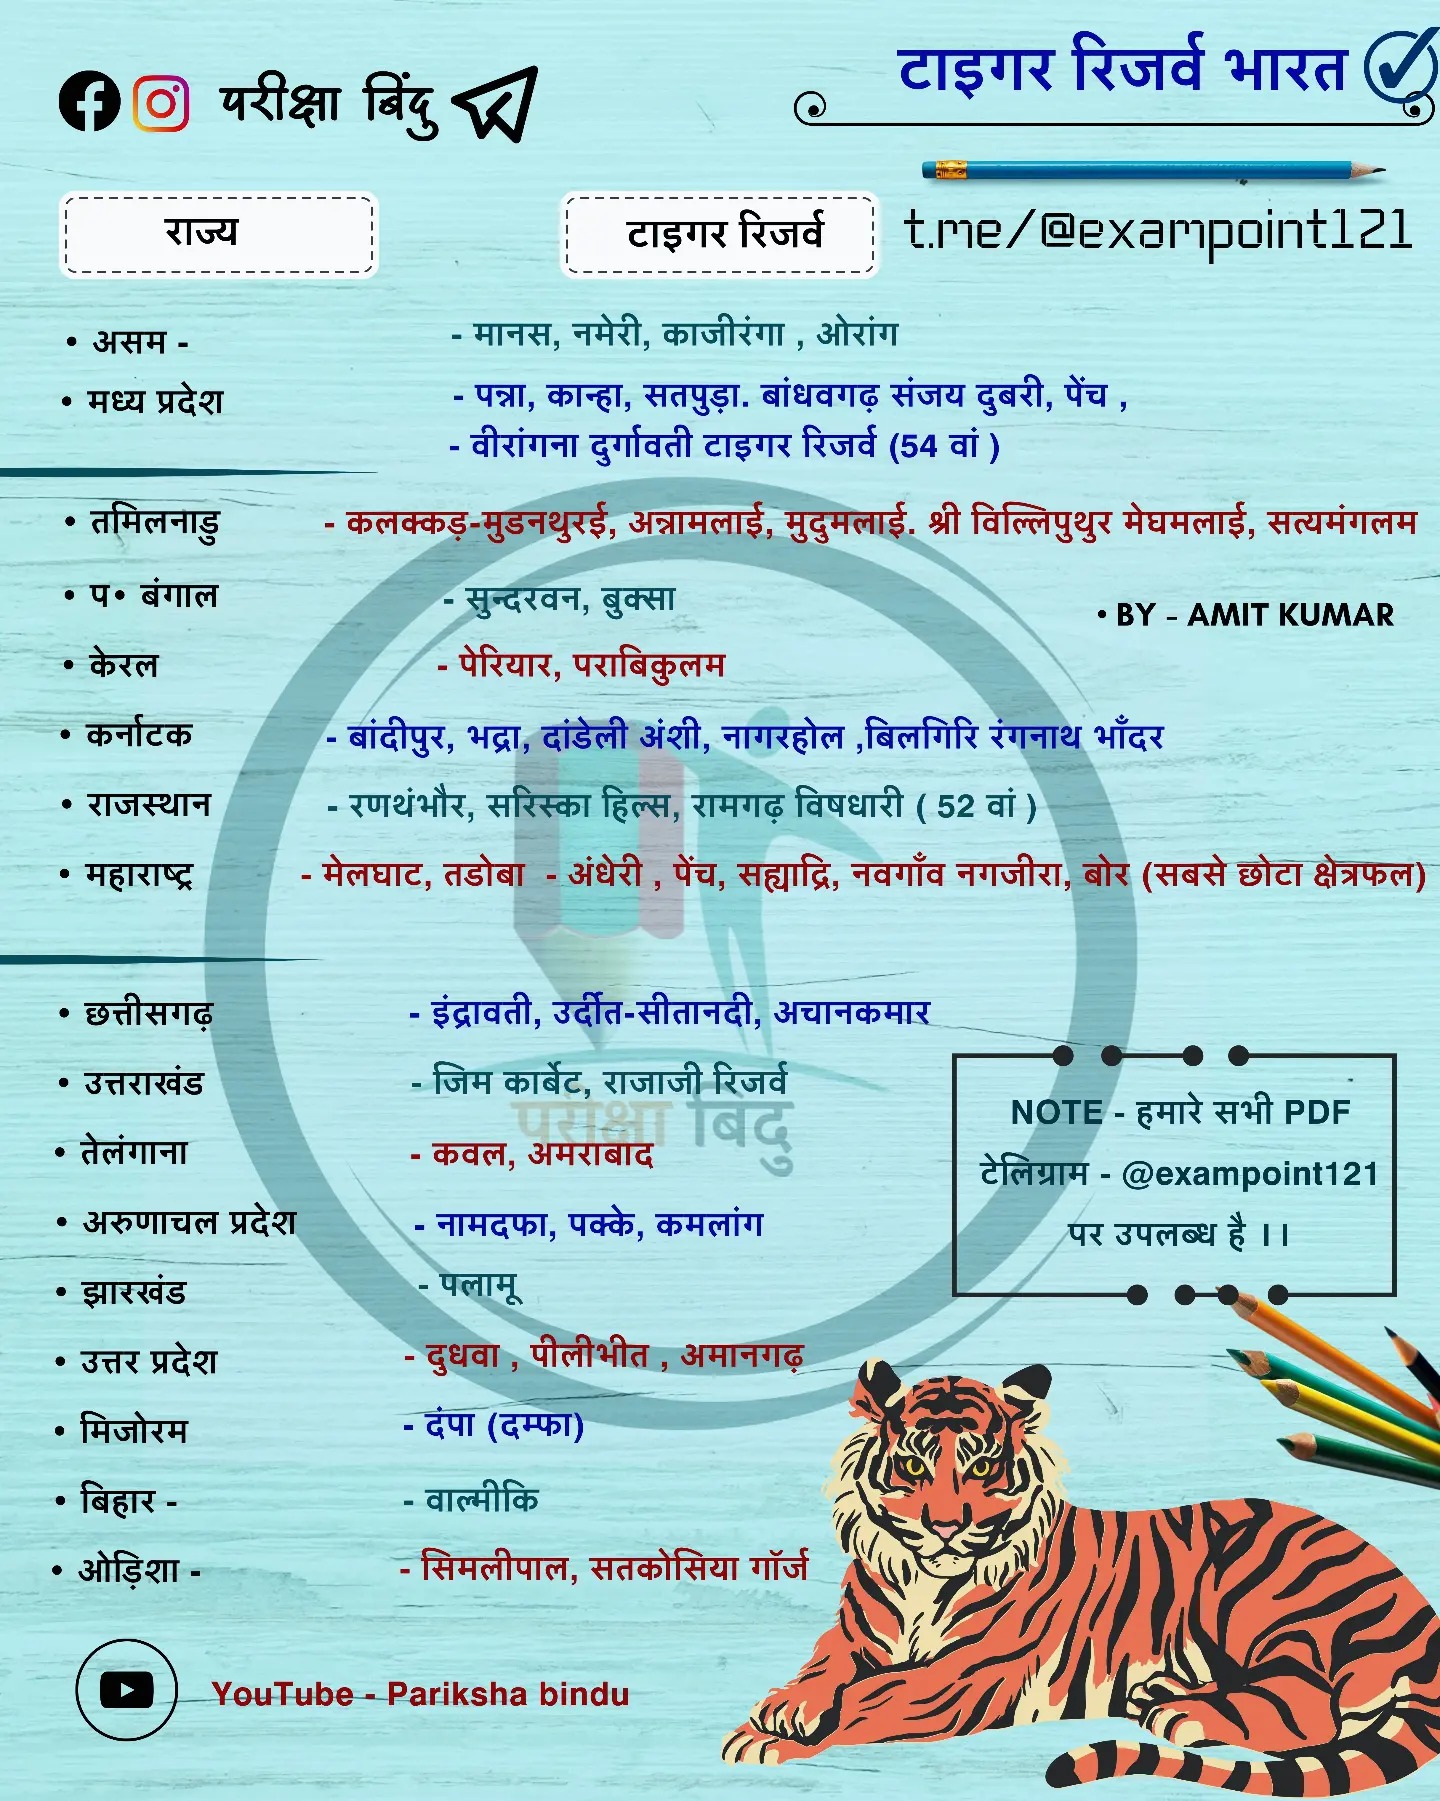 परीक्षा बिंदु
टाइगर रिजर्व भारत
t.me/@exampoint121
राज्य
टाइगर रिजर्व
• असम - - मानस, नमेरी, काजीरंगा , ओरांग
• मध्य प्रदेश - पन्ना, कान्हा, सतपुड़ा. बांधवगढ़ संजय दुबरी, पेंच ,
- वीरांगना दुर्गावती टाइगर रिजर्व (54 वां )
• तमिलनाडु - कलक्कड़-मुडनथुरई, अन्नामलाई, मुदुमलाई. श्री विल्लिपुथुर मेघमलाई, सत्यमंगलम
• प• बंगाल - सुन्दरवन, बुक्सा
• BY - AMIT KUMAR
• केरल - पेरियार, पराबिकुलम
• कर्नाटक - बांदीपुर, भद्रा, दांडेली अंशी, नागरहोल ,बिलगिरि रंगनाथ भाँदर
• राजस्थान - रणथंभौर, सरिस्का हिल्स, रामगढ़ विषधारी ( 52 वां )
• महाराष्ट्र - मेलघाट, तडोबा - अंधेरी , पेंच, सह्याद्रि, नवगाँव नगजीरा, बोर (सबसे छोटा क्षेत्रफल)
• छत्तीसगढ़ - इंद्रावती, उर्दीत-सीतानदी, अचानकमार
• उत्तराखंड - जिम कार्बेट, राजाजी रिजर्व
परीक्षा बिंदु
• तेलंगाना - कवल, अमराबाद
• अरुणाचल प्रदेश - नामदफा, पक्के, कमलांग
• झारखंड - पलामू
• उत्तर प्रदेश - दुधवा , पीलीभीत , अमानगढ़
• मिजोरम - दंपा (दम्फा)
• बिहार - - वाल्मीकि
• ओड़िशा - - सिमलीपाल, सतकोसिया गॉर्ज
NOTE - हमारे सभी PDF
टेलिग्राम - @exampoint121
पर उपलब्ध है ।।
YouTube - Pariksha bindu